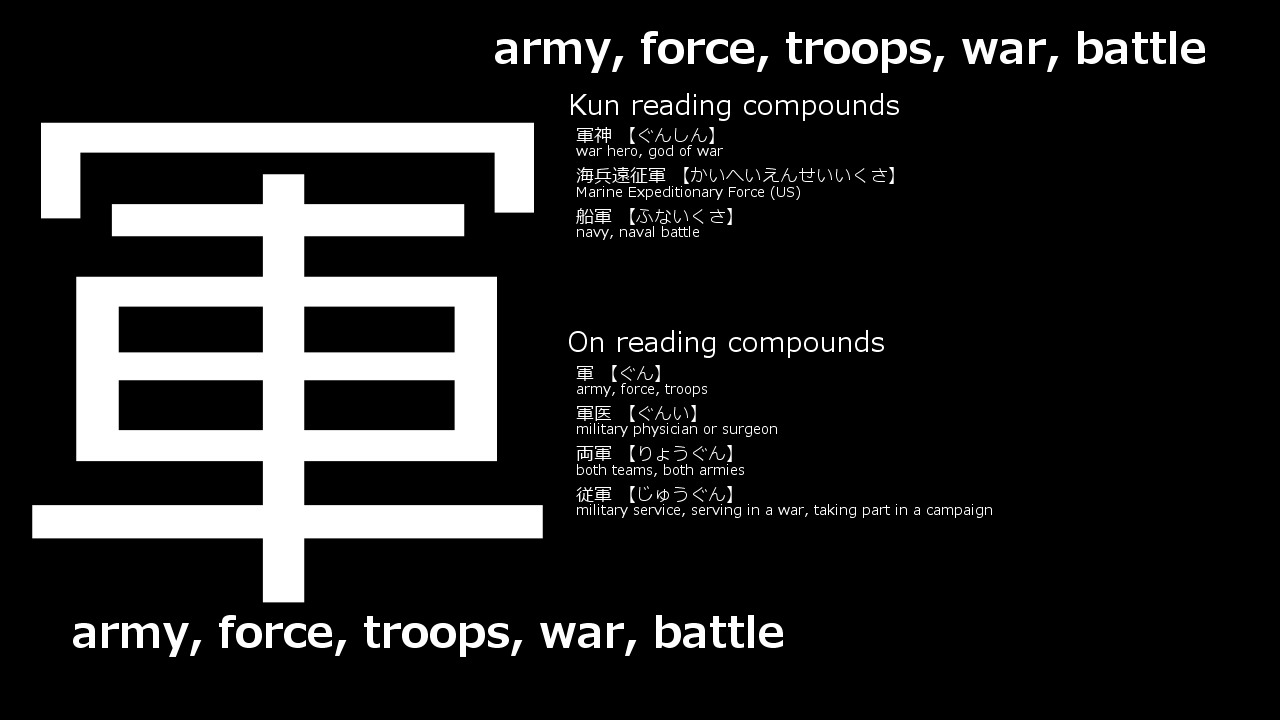 army, force, troops, war, battle
軍
Kun reading compounds
軍神 【ぐんしん】
war hero, god of war
海兵遠征軍 【かいへいえんせいいくさ】
Marine Expeditionary Force (US)
船軍 【ふないくさ】
navy, naval battle
On reading compounds
軍 【ぐん】
army, force, troops
軍医 【ぐんい】
military physician or surgeon
両軍 【りょうぐん】
both teams, both armies
従軍 【じゅうぐん】
military service, serving in a war, taking part in a campaign
army, force, troops, war, battle